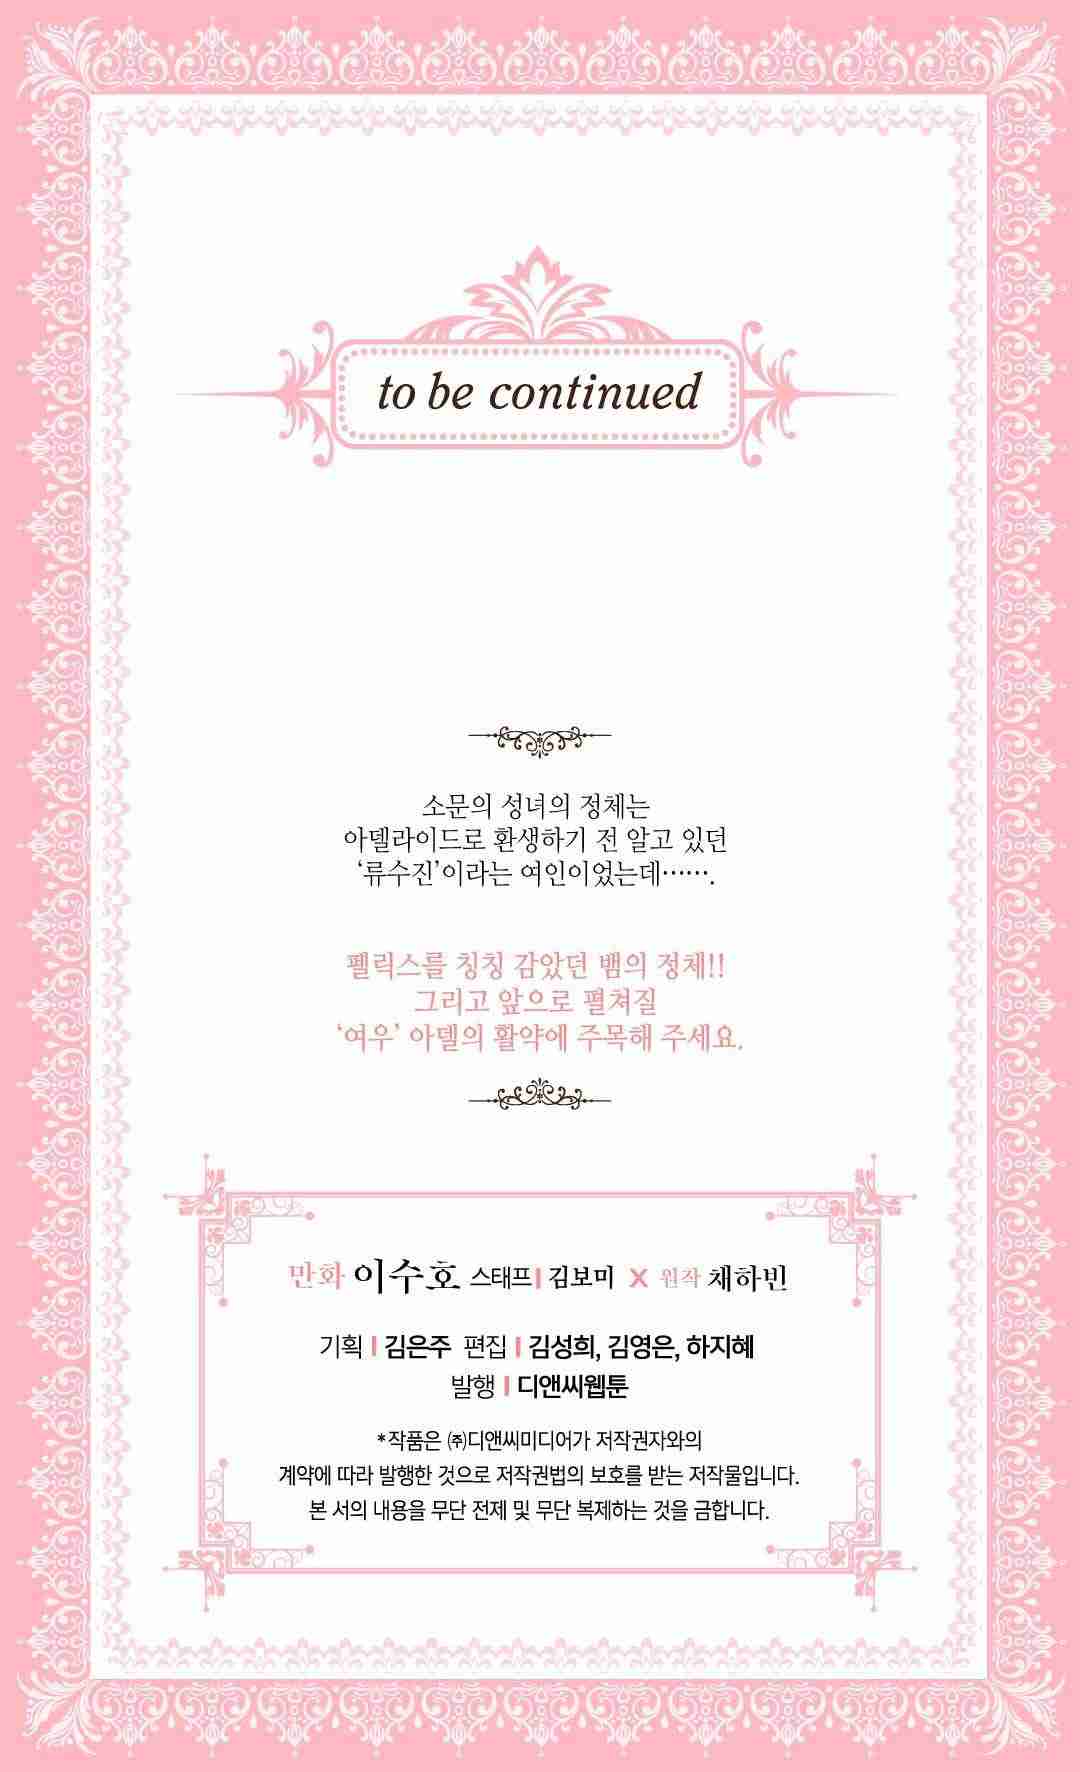 to be continued
소문의 성녀의 정체는
아델라이드로 환생하기 전 알고 있던
‘류수진’이라는 여인이었는데…….
펠릭스를 칭칭 감았던 뱀의 정체!!
그리고 앞으로 펼쳐질
‘여우’ 아델의 활약에 주목해 주세요.
만화 이수호 스태프 | 김보미 X 원작 채하빈
기획 | 김은주 편집 | 김성희, 김영은, 하지혜
발행 | 디앤씨웹툰
*작품은 ㈜디앤씨미디어가 저작권자와의
계약에 따라 발행한 것으로 저작권법의 보호를 받는 저작물입니다.
본 서의 내용을 무단 전제 및 무단 복제하는 것을 금합니다.